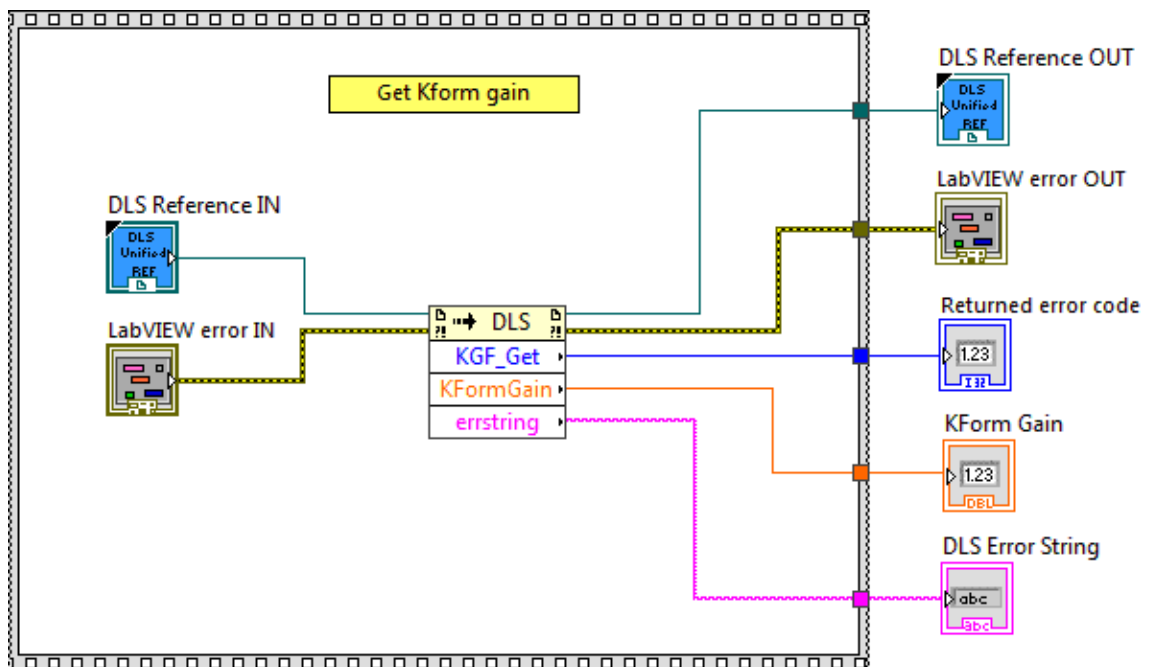 DLS Reference OUT
DLS
Unified
REF
Get Kform gain
LabVIEW error OUT
DLS Reference IN
DLS
Unified
REF
LabVIEW error IN
?! DLS ?!
KGF_Get
KFormGain
errstring
Returned error code
1.23
I32
KForm Gain
1.23
DBL
DLS Error String
abc
abc